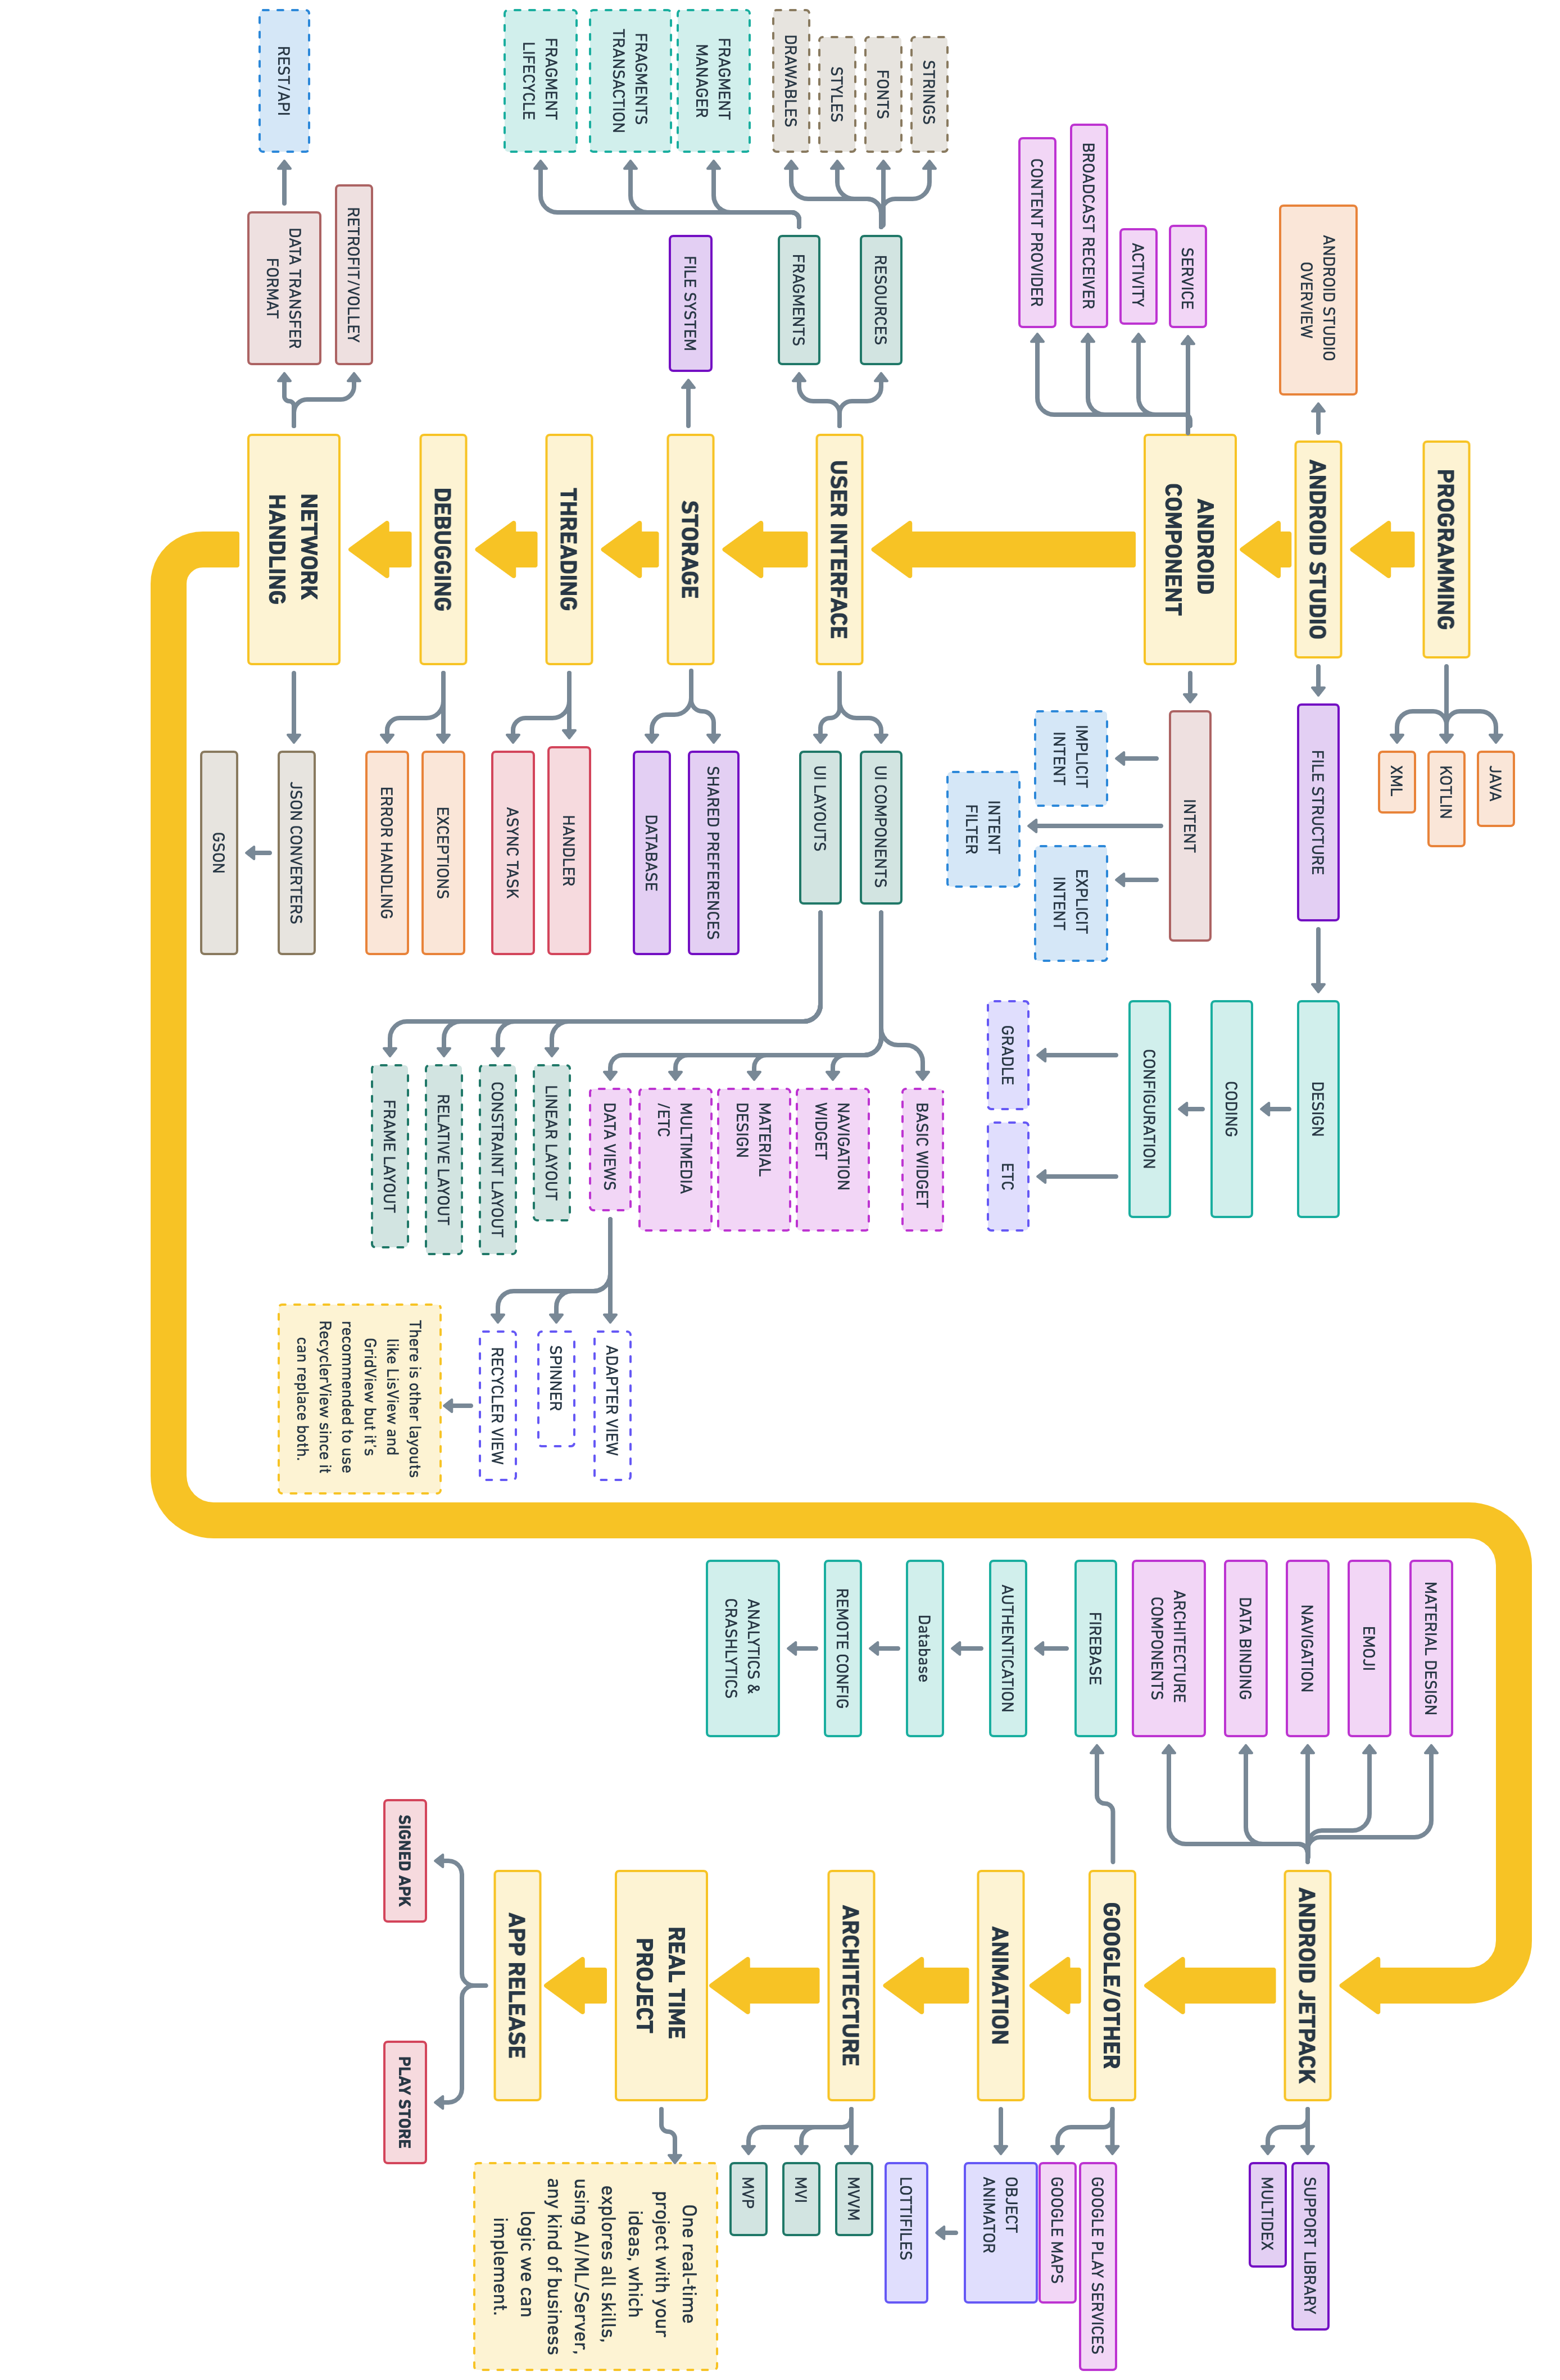 PROGRAMMING
JAVA
KOTLIN
XML
ANDROID STUDIO
ANDROID STUDIO
OVERVIEW
FILE STRUCTURE
DESIGN
CODING
CONFIGURATION
GRADLE
ETC
ANDROID
COMPONENT
SERVICE
ACTIVITY
BROADCAST RECEIVER
CONTENT PROVIDER
INTENT
IMPLICIT
INTENT
INTENT
FILTER
EXPLICIT
INTENT
USER INTERFACE
RESOURCES
STRINGS
FONTS
STYLES
DRAWABLES
FRAGMENTS
FRAGMENT
MANAGER
FRAGMENTS
TRANSACTION
FRAGMENT
LIFECYCLE
UI COMPONENTS
BASIC WIDGET
NAVIGATION
WIDGET
MATERIAL
DESIGN
MULTIMEDIA
/ETC
DATA VIEWS
ADAPTER VIEW
SPINNER
RECYCLER VIEW
There is other layouts
like LisView and
GridView but it's
recommended to use
RecyclerView since it
can replace both.
UI LAYOUTS
LINEAR LAYOUT
CONSTRAINT LAYOUT
RELATIVE LAYOUT
FRAME LAYOUT
STORAGE
FILE SYSTEM
SHARED PREFERENCES
DATABASE
THREADING
HANDLER
ASYNC TASK
DEBUGGING
EXCEPTIONS
ERROR HANDLING
NETWORK
HANDLING
RETROFIT/VOLLEY
DATA TRANSFER
FORMAT
REST/API
JSON CONVERTERS
GSON
ANDROID JETPACK
MATERIAL DESIGN
EMOJI
NAVIGATION
DATA BINDING
ARCHITECTURE
COMPONENTS
SUPPORT LIBRARY
MULTIDEX
GOOGLE/OTHER
FIREBASE
AUTHENTICATION
Database
REMOTE CONFIG
ANALYTICS &
CRASHLYTICS
GOOGLE PLAY SERVICES
GOOGLE MAPS
ANIMATION
OBJECT
ANIMATOR
LOTTIFILES
ARCHITECTURE
MVVM
MVI
MVP
REAL TIME
PROJECT
One real-time
project with your
ideas, which
explores all skills,
using AI/ML/Server,
any kind of business
logic we can
implement.
APP RELEASE
SIGNED APK
PLAY STORE